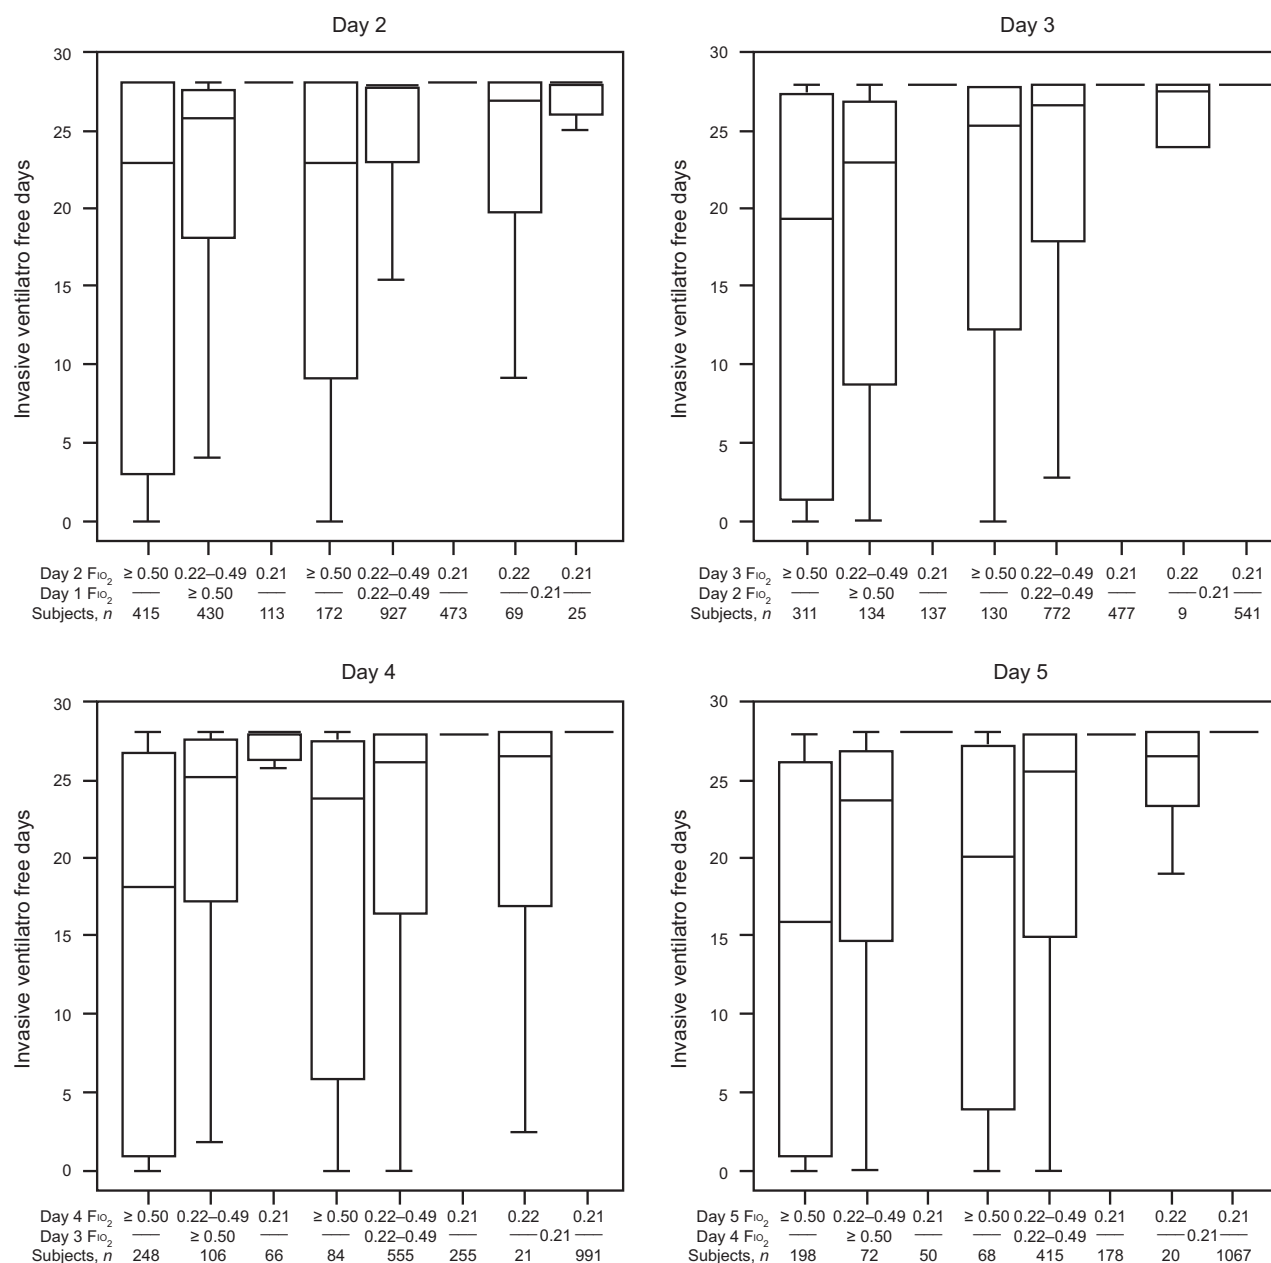 Day 2
Invasive ventilatro free days
30
25
20
15
10
5
0
Day 2 FIO2 ≥ 0.50 0.22–0.49 0.21 ≥ 0.50 0.22–0.49 0.21 0.22 0.21
Day 1 FIO2 ≥ 0.50 0.22–0.49 0.21
Subjects, n 415 430 113 172 927 473 69 25
Day 3
Invasive ventilatro free days
30
25
20
15
10
5
0
Day 3 FIO2 ≥ 0.50 0.22–0.49 0.21 ≥ 0.50 0.22–0.49 0.21 0.22 0.21
Day 2 FIO2 ≥ 0.50 0.22–0.49 0.21
Subjects, n 311 134 137 130 772 477 9 541
Day 4
Invasive ventilatro free days
30
25
20
15
10
5
0
Day 4 FIO2 ≥ 0.50 0.22–0.49 0.21 ≥ 0.50 0.22–0.49 0.21 0.22 0.21
Day 3 FIO2 ≥ 0.50 0.22–0.49 0.21
Subjects, n 248 106 66 84 555 255 21 991
Day 5
Invasive ventilatro free days
30
25
20
15
10
5
0
Day 5 FIO2 ≥ 0.50 0.22–0.49 0.21 ≥ 0.50 0.22–0.49 0.21 0.22 0.21
Day 4 FIO2 ≥ 0.50 0.22–0.49 0.21
Subjects, n 198 72 50 68 415 178 20 1067